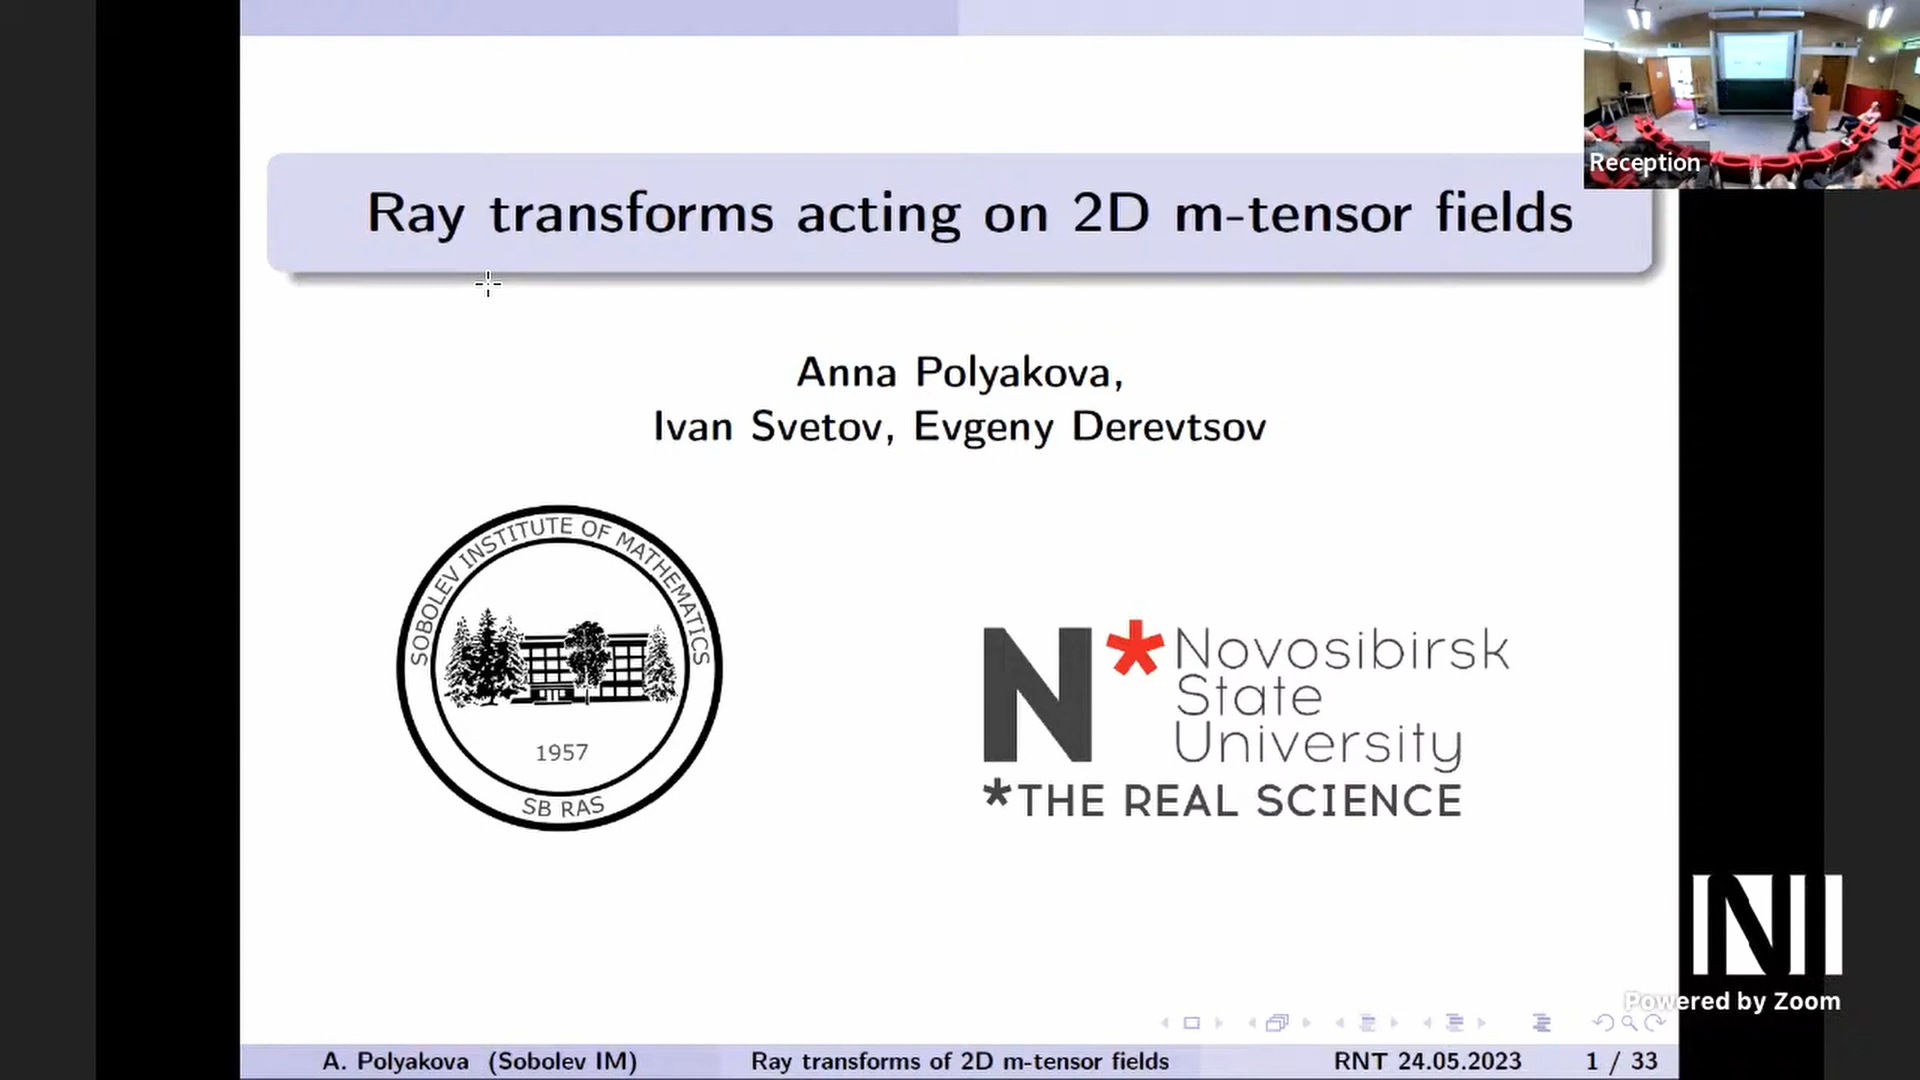 Reception
Ray transforms acting on 2D m-tensor fields
Anna Polyakova,
Ivan Svetov, Evgeny Derevtsov
SOBOLEV INSTITUTE OF MATHEMATICS
1957
SB RAS
N*Novosibirsk
State
University
*THE REAL SCIENCE
NI
Powered by Zoom
A. Polyakova (Sobolev IM) Ray transforms of 2D m-tensor fields RNT 24.05.2023 1 / 33